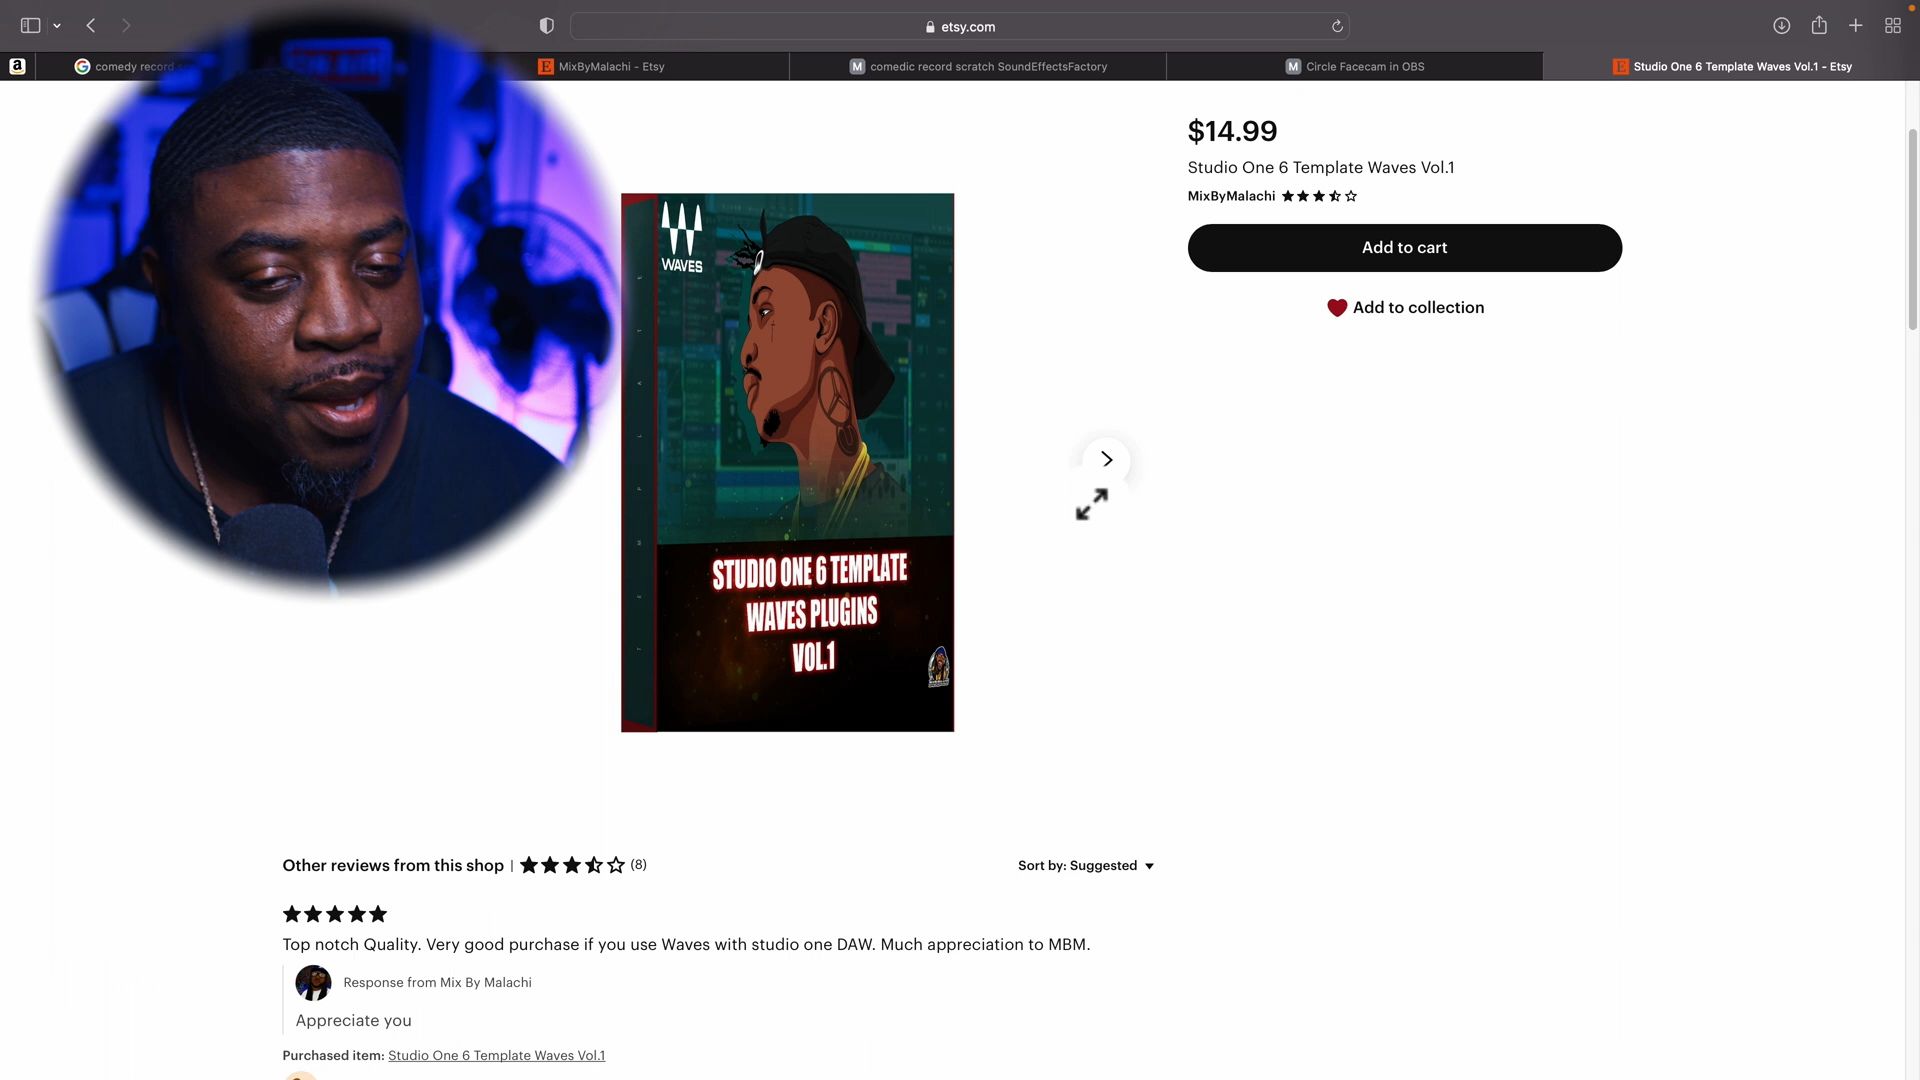 etsy.com
a
comedy record
MixByMalachi - Etsy
M
comedic record scratch SoundEffectsFactory
M
Circle Facecam in OBS
Studio One 6 Template Waves Vol.1 - Etsy
$14.99
Studio One 6 Template Waves Vol.1
MixByMalachi
Add to cart
Add to collection
WAVES
STUDIO ONE 6 TEMPLATE
WAVES PLUGINS
VOL.1
Other reviews from this shop | (8)
Sort by: Suggested
Top notch Quality. Very good purchase if you use Waves with studio one DAW. Much appreciation to MBM.
Response from Mix By Malachi
Appreciate you
Purchased item: Studio One 6 Template Waves Vol.1